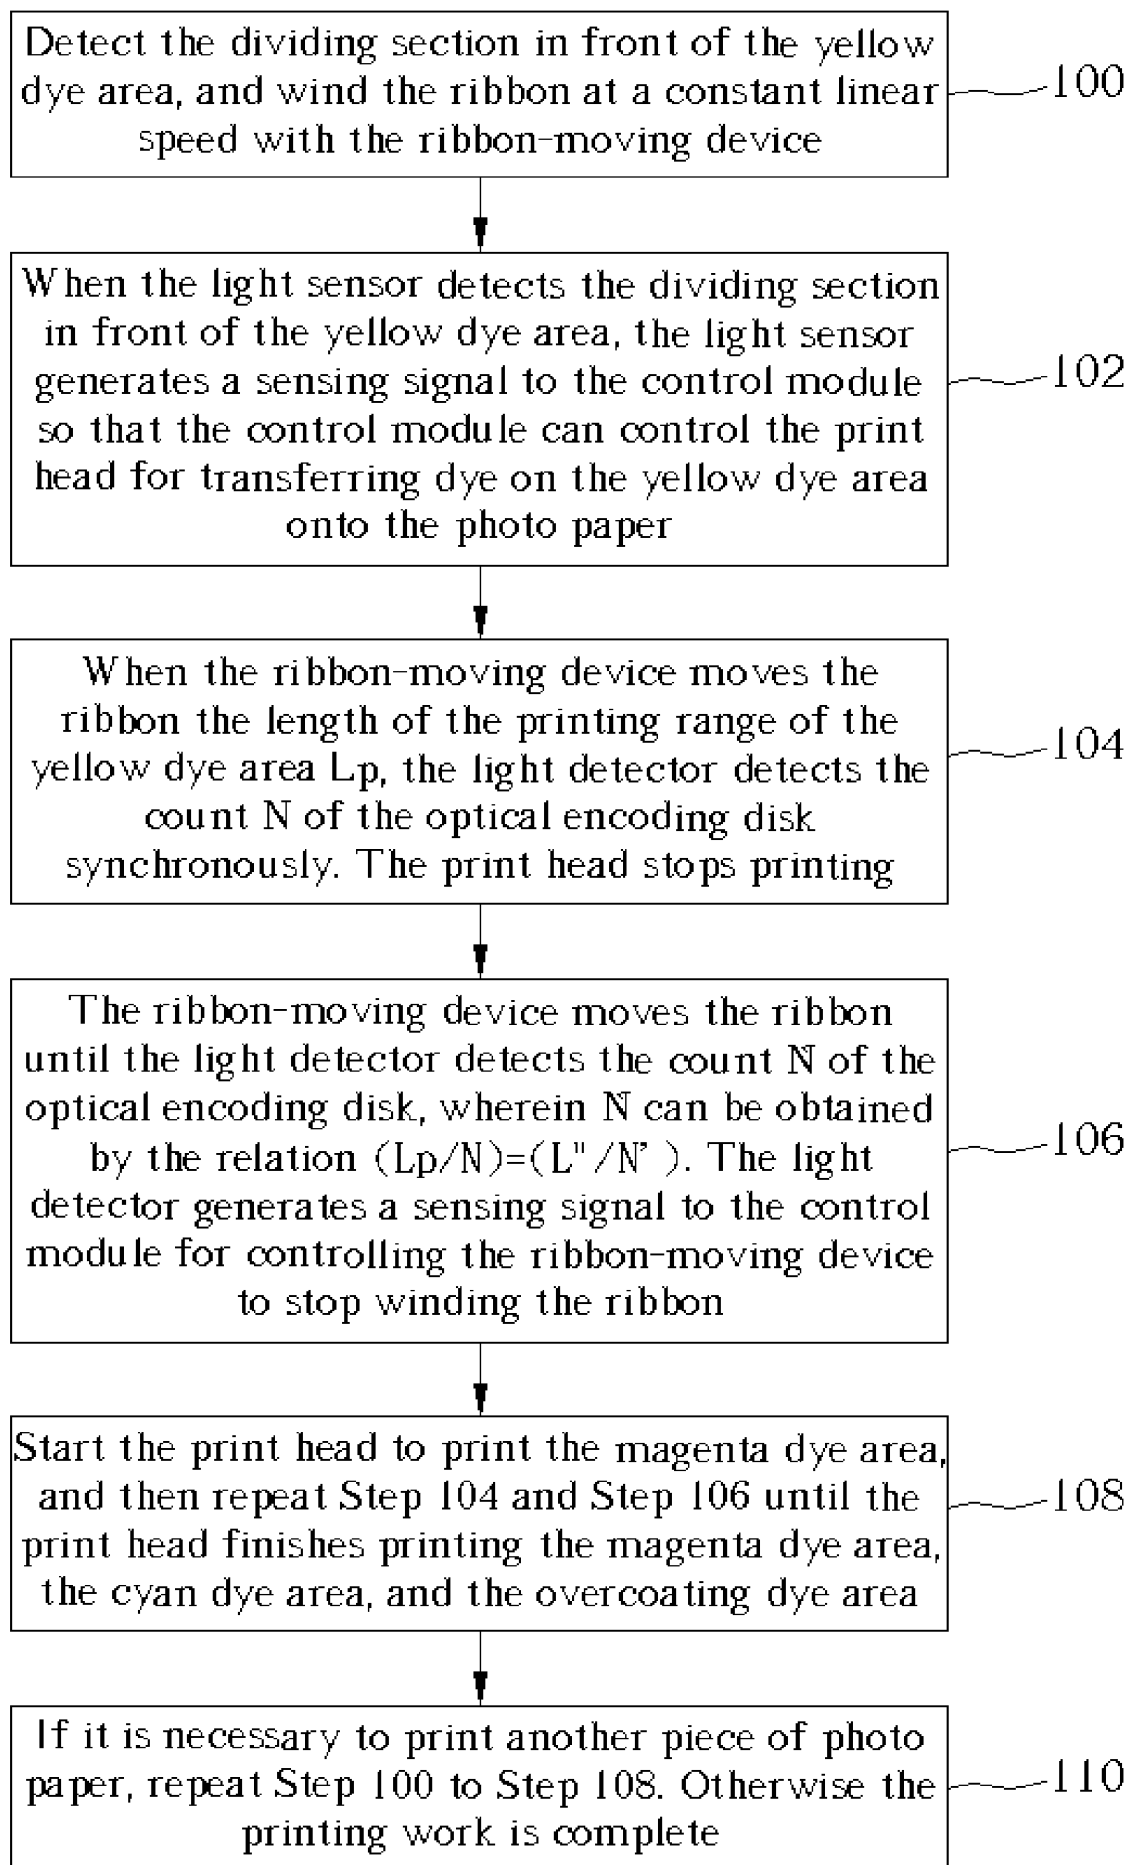 Detect the dividing section in front of the yellow
dye area, and wind the ribbon at a constant linear
speed with the ribbon-moving device
100
When the light sensor detects the dividing section
in front of the yellow dye area, the light sensor
generates a sensing signal to the control module
so that the control module can control the print
head for transferring dye on the yellow dye area
onto the photo paper
102
When the ribbon-moving device moves the
ribbon the length of the printing range of the
yellow dye area Lp, the light detector detects the
count N of the optical encoding disk
synchronously. The print head stops printing
104
The ribbon-moving device moves the ribbon
until the light detector detects the count N of the
optical encoding disk, wherein N can be obtained
by the relation (Lp/N)=(L"/N' ). The light
detector generates a sensing signal to the control
module for controlling the ribbon-moving device
to stop winding the ribbon
106
Start the print head to print the magenta dye area,
and then repeat Step 104 and Step 106 until the
print head finishes printing the magenta dye area,
the cyan dye area, and the overcoating dye area
108
If it is necessary to print another piece of photo
paper, repeat Step 100 to Step 108. Otherwise the
printing work is complete
110